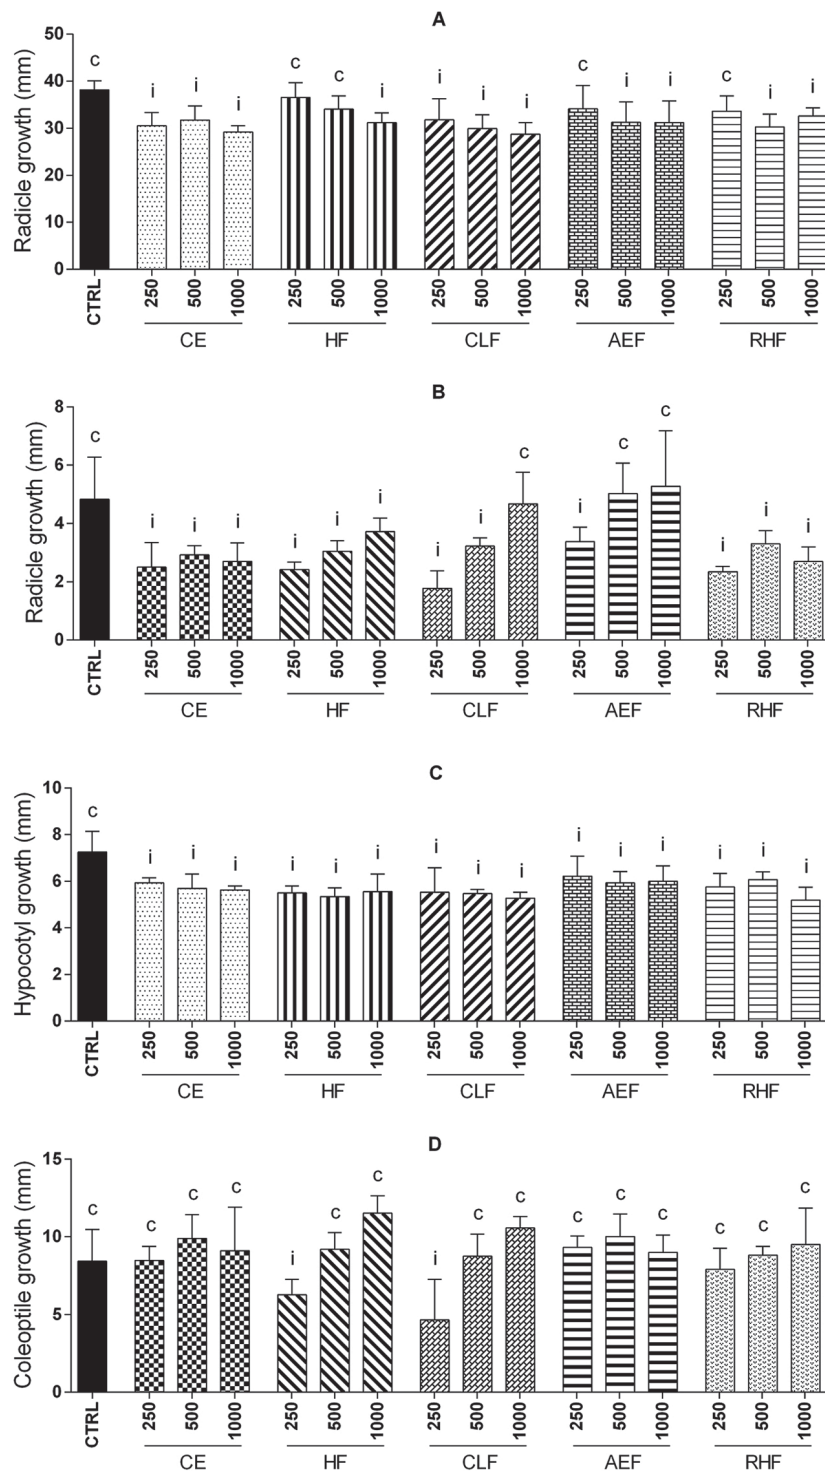 A
Radicle growth (mm)
50
40
30
20
10
0
c i i i c c i i i i c i i c i i
CTRL 250 500 1000 250 500 1000 250 500 1000 250 500 1000 250 500 1000
CE HF CLF AEF RHF
B
Radicle growth (mm)
8
6
4
2
0
c i i i i i i i i c i c c i i i
CTRL 250 500 1000 250 500 1000 250 500 1000 250 500 1000 250 500 1000
CE HF CLF AEF RHF
C
Hypocotyl growth (mm)
10
8
6
4
2
0
c i i i i i i i i i i i i i i i
CTRL 250 500 1000 250 500 1000 250 500 1000 250 500 1000 250 500 1000
CE HF CLF AEF RHF
D
Coleoptile growth (mm)
15
10
5
0
c c c c i c c i c c c c c c c c
CTRL 250 500 1000 250 500 1000 250 500 1000 250 500 1000 250 500 1000
CE HF CLF AEF RHF